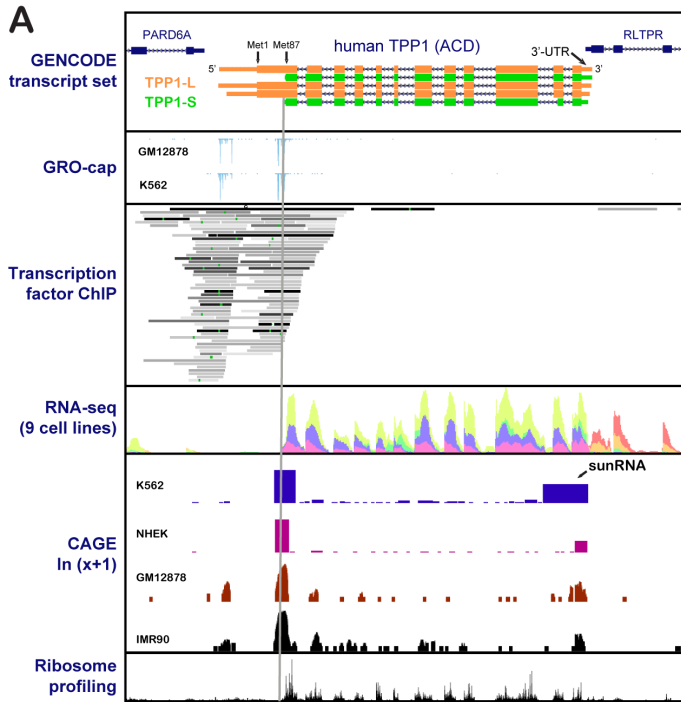 A
PARD6A
human TPP1 (ACD)
RLTPR
Met1
Met87
3'-UTR
GENCODE
transcript set
5'
3'
TPP1-L
TPP1-S
GRO-cap
GM12878
K562
Transcription
factor ChIP
RNA-seq
(9 cell lines)
K562
sunRNA
NHEK
CAGE
ln (x+1)
GM12878
IMR90
Ribosome
profiling